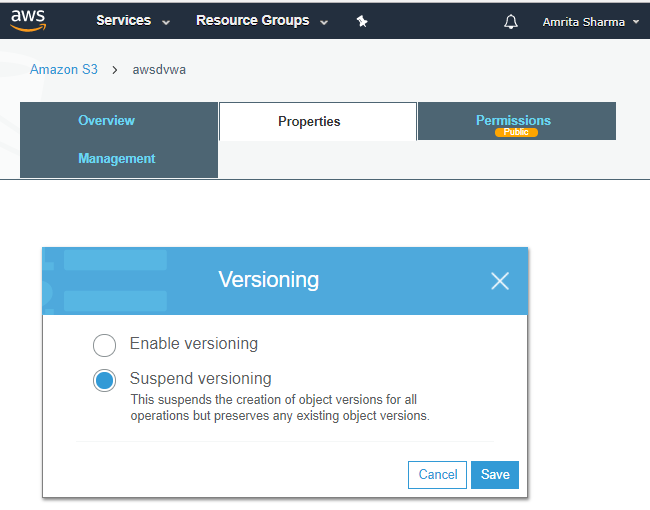 aws Services Resource Groups Amrita Sharma
Amazon S3 > awsdvwa
Overview Properties Permissions
Public
Management
Versioning
Enable versioning
Suspend versioning
This suspends the creation of object versions for all
operations but preserves any existing object versions.
Cancel Save